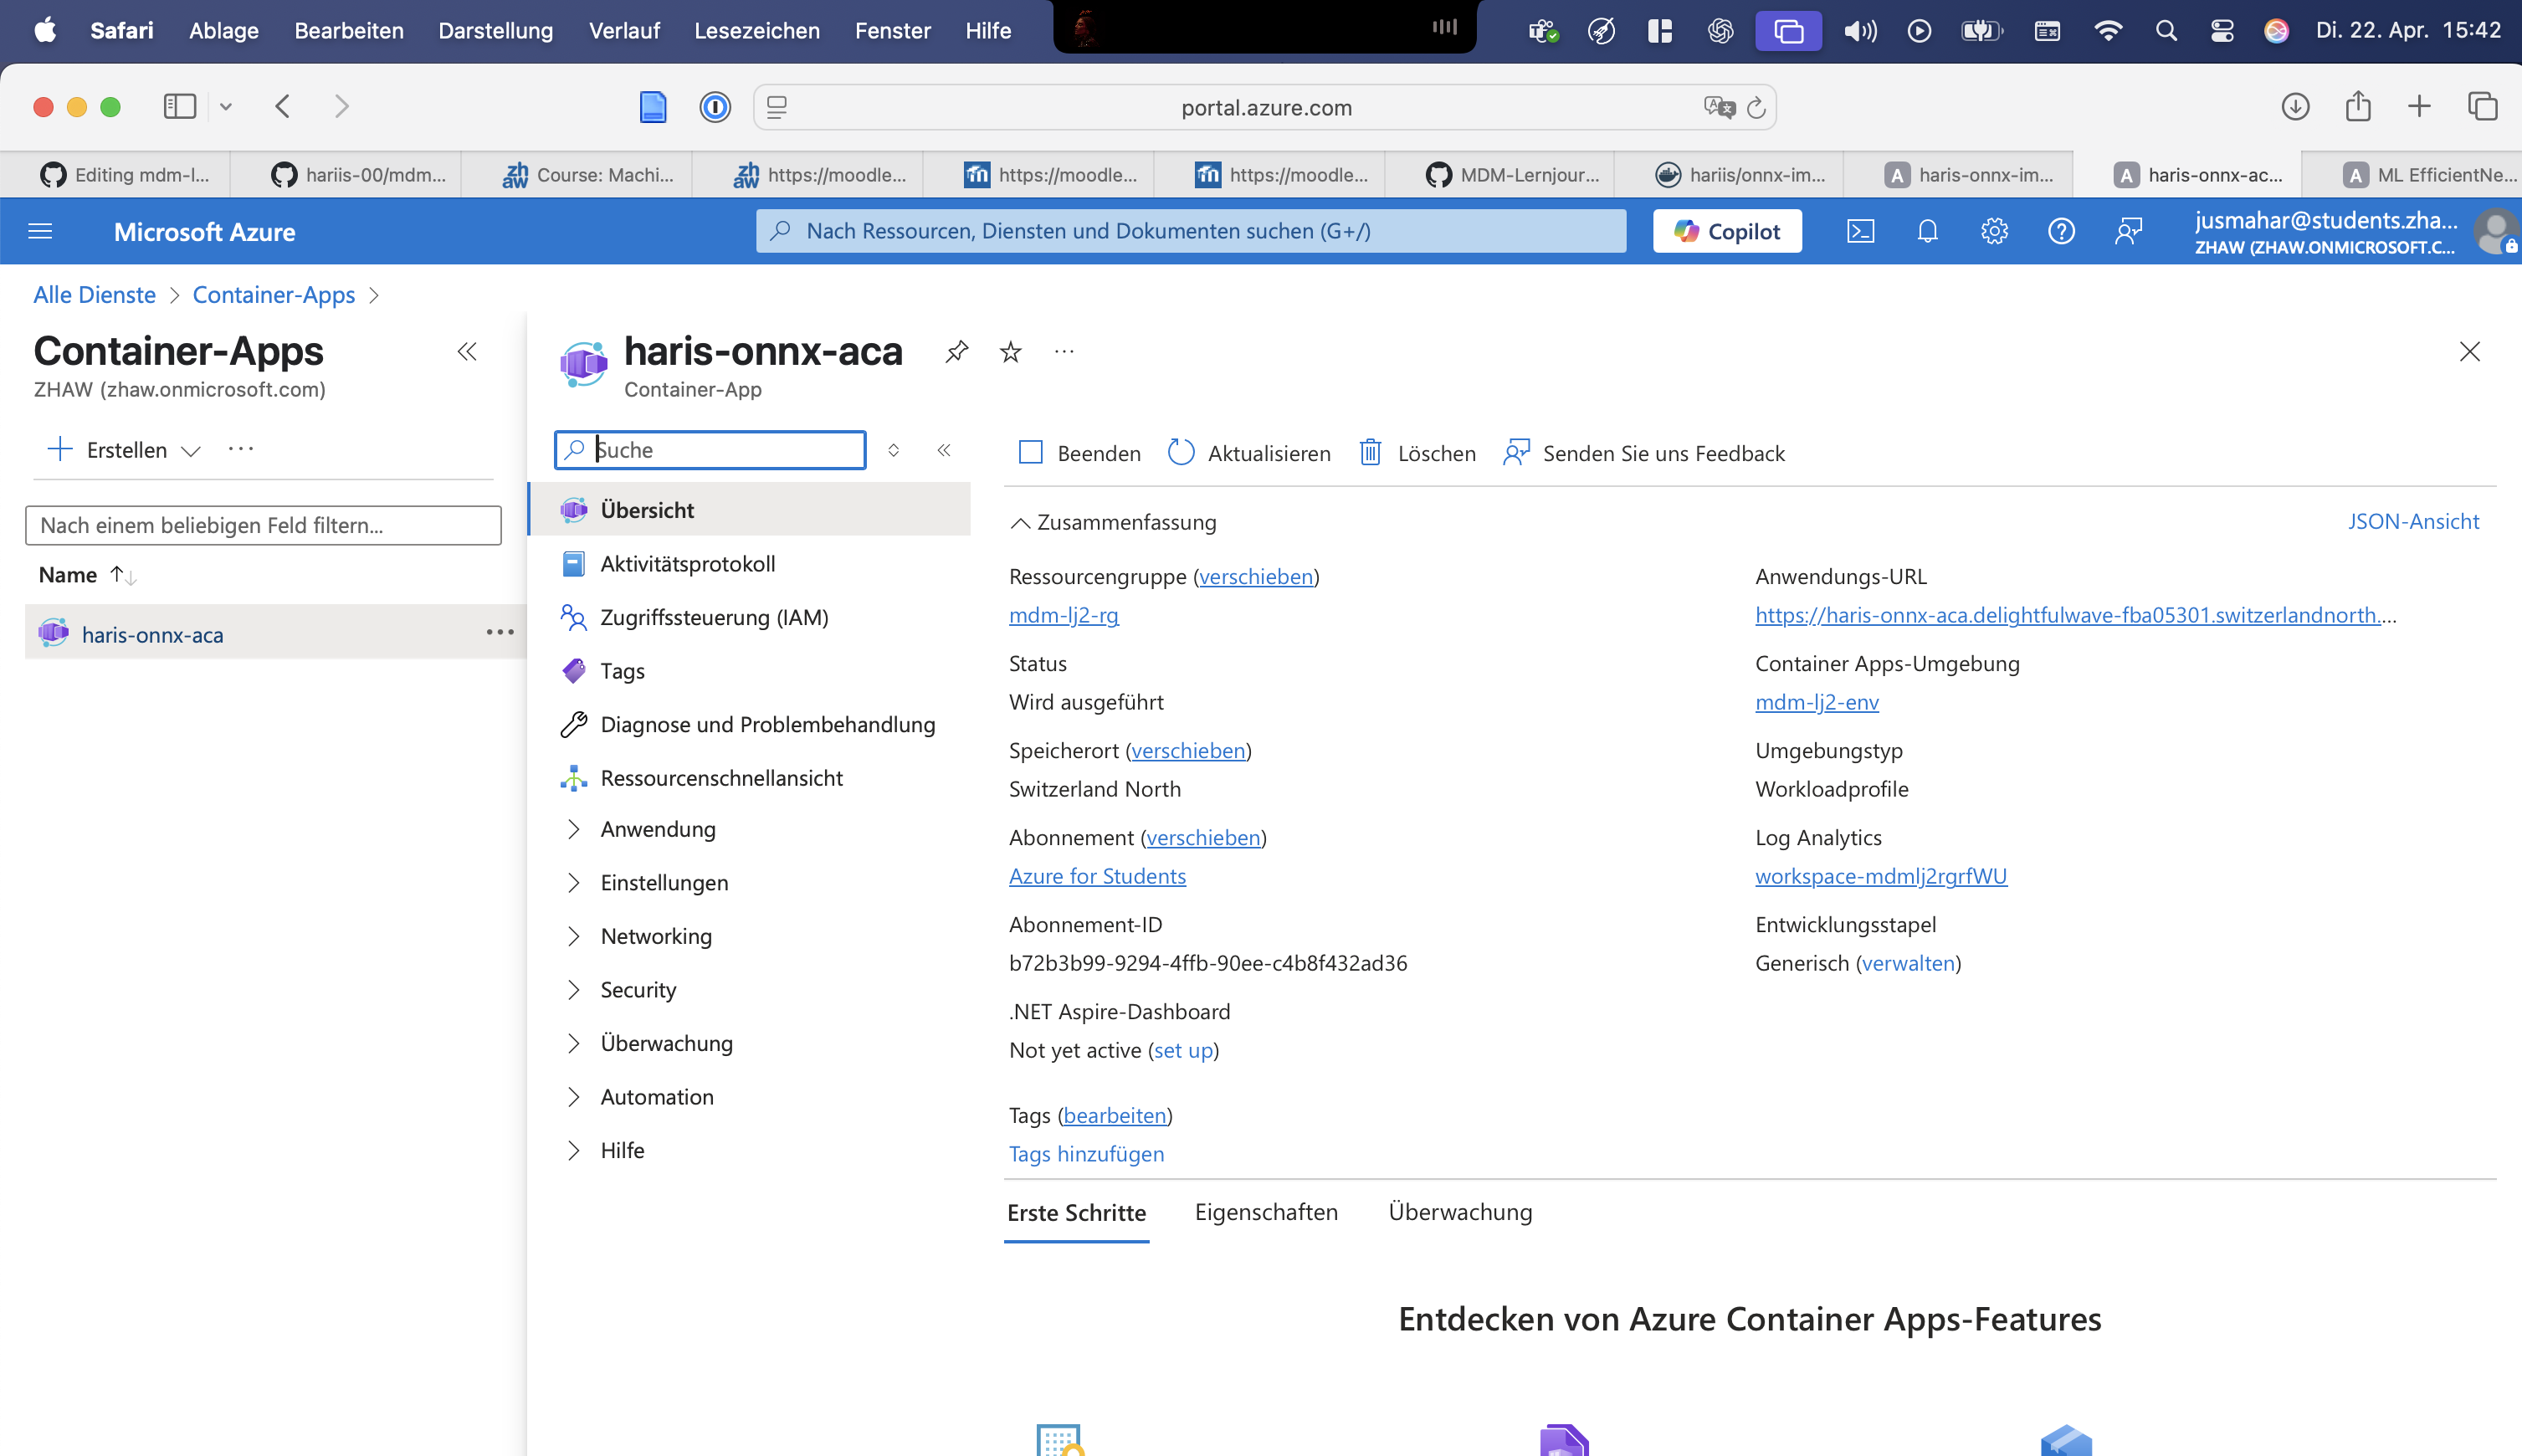 Safari Ablage Bearbeiten Darstellung Verlauf Lesezeichen Fenster Hilfe Di. 22. Apr. 15:42
portal.azure.com
Editing mdm-l... hariis-00/mdm... Course: Machi... https://moodle... https://moodle... https://moodle... MDM-Lernjour... hariis/onnx-im... haris-onnx-im... haris-onnx-ac... ML EfficientNe...
Microsoft Azure Nach Ressourcen, Diensten und Dokumenten suchen (G+/) Copilot jusmahar@students.zha...
ZHAW (ZHAW.ONMICROSOFT.C...
Alle Dienste > Container-Apps >
Container-Apps
ZHAW (zhaw.onmicrosoft.com)
Erstellen
Nach einem beliebigen Feld filtern...
Name
haris-onnx-aca
haris-onnx-aca
Container-App
Suche
Übersicht
Aktivitätsprotokoll
Zugriffssteuerung (IAM)
Tags
Diagnose und Problembehandlung
Ressourcenschnellansicht
Anwendung
Einstellungen
Networking
Security
Überwachung
Automation
Hilfe
Beenden Aktualisieren Löschen Senden Sie uns Feedback
Zusammenfassung JSON-Ansicht
Ressourcengruppe (verschieben)
mdm-lj2-rg
Status
Wird ausgeführt
Speicherort (verschieben)
Switzerland North
Abonnement (verschieben)
Azure for Students
Abonnement-ID
b72b3b99-9294-4ffb-90ee-c4b8f432ad36
.NET Aspire-Dashboard
Not yet active (set up)
Anwendungs-URL
https://haris-onnx-aca.delightfulwave-fba05301.switzerlandnorth....
Container Apps-Umgebung
mdm-lj2-env
Umgebungstyp
Workloadprofile
Log Analytics
workspace-mdmlj2rgrfWU
Entwicklungsstapel
Generisch (verwalten)
Tags (bearbeiten)
Tags hinzufügen
Erste Schritte Eigenschaften Überwachung
Entdecken von Azure Container Apps-Features